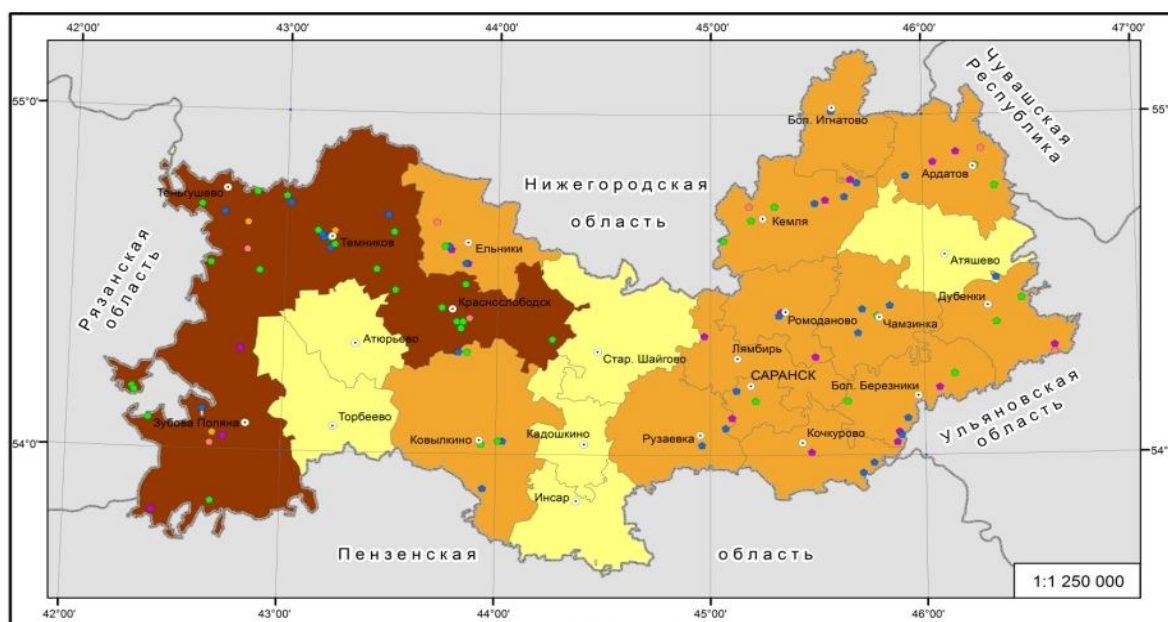 42°00' 43°00' 44°00' 45°00' 46°00' 47°00'
Чувашская
Республика
55°0' 55°0'
Бол. Игнатово
Ардатов
Нижегородская
область
Теньгушево
Кемля
Темников
Ельники
Атяшево
Рязанская
область
Дубенки
Краснослободск
Ромоданово
Чамзинка
Атюрьево
Стар. Шайгово
Лямбирь
САРАНСК
Бол. Березники
Ульяновская
область
Торбеево
Зубова Поляна
Ковылкино
Кадошкино
Рузаевка
Кочкурово
54°0' 54°0'
Инсар
Пензенская область
1:1 250 000
42°00' 43°00' 44°00' 45°00' 46°00'